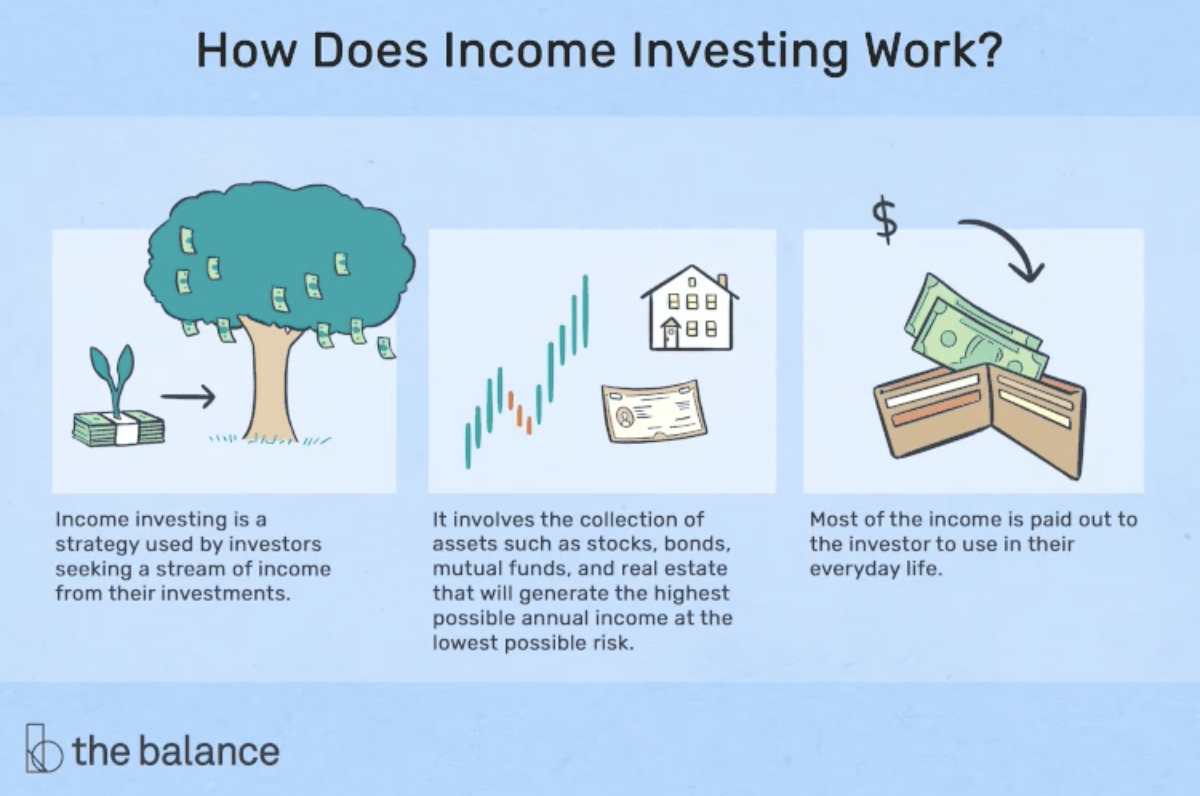 How Does Income Investing Work?
$
Income investing is a
strategy used by investors
seeking a stream of income
from their investments.
It involves the collection of
assets such as stocks, bonds,
mutual funds, and real estate
that will generate the highest
possible annual income at the
lowest possible risk.
Most of the income is paid out to
the investor to use in their
everyday life.
the balance